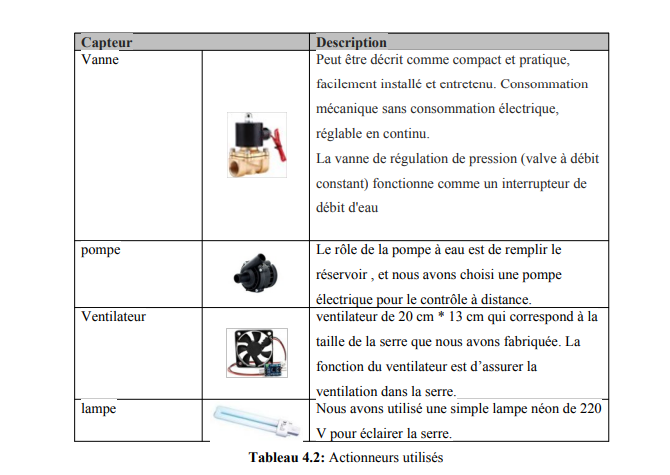 Capteur Description
Vanne
Peut être décrit comme compact et pratique,
facilement installé et entretenu. Consommation
mécanique sans consommation électrique,
réglable en continu.
La vanne de régulation de pression (valve à débit
constant) fonctionne comme un interrupteur de
débit d'eau
pompe
Le rôle de la pompe à eau est de remplir le
réservoir , et nous avons choisi une pompe
électrique pour le contrôle à distance.
Ventilateur
ventilateur de 20 cm * 13 cm qui correspond à la
taille de la serre que nous avons fabriquée. La
fonction du ventilateur est d’assurer la
ventilation dans la serre.
lampe
Nous avons utilisé une simple lampe néon de 220
V pour éclairer la serre.
Tableau 4.2: Actionneurs utilisés